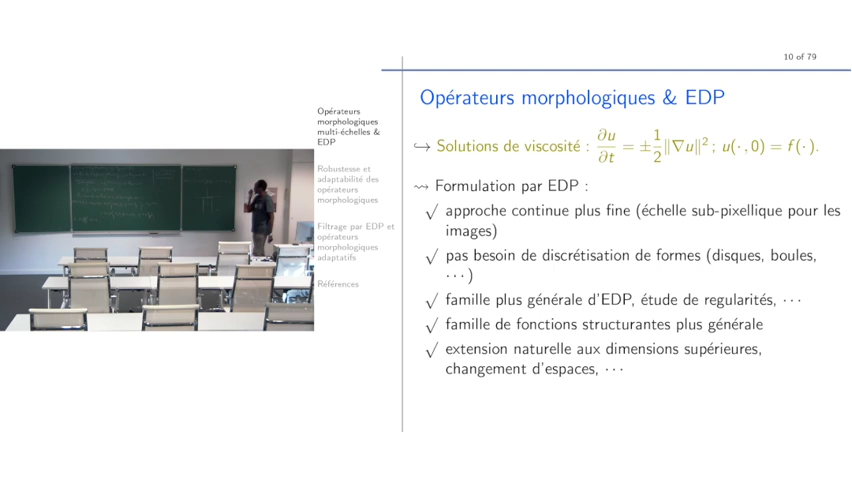 10 of 79
Opérateurs
morphologiques
multi-échelles &
EDP
Robustesse et
adaptabilité des
opérateurs
morphologiques
Filtrage par EDP et
opérateurs
morphologiques
adaptatifs
Références
Opérateurs morphologiques & EDP
↪ Solutions de viscosité : ∂u/∂t = ±1/2‖∇u‖² ; u(·, 0) = f(·).
⇝ Formulation par EDP :
√ approche continue plus fine (échelle sub-pixellique pour les
images)
√ pas besoin de discrétisation de formes (disques, boules,
···)
√ famille plus générale d'EDP, étude de regularités, ···
√ famille de fonctions structurantes plus générale
√ extension naturelle aux dimensions supérieures,
changement d'espaces, ···